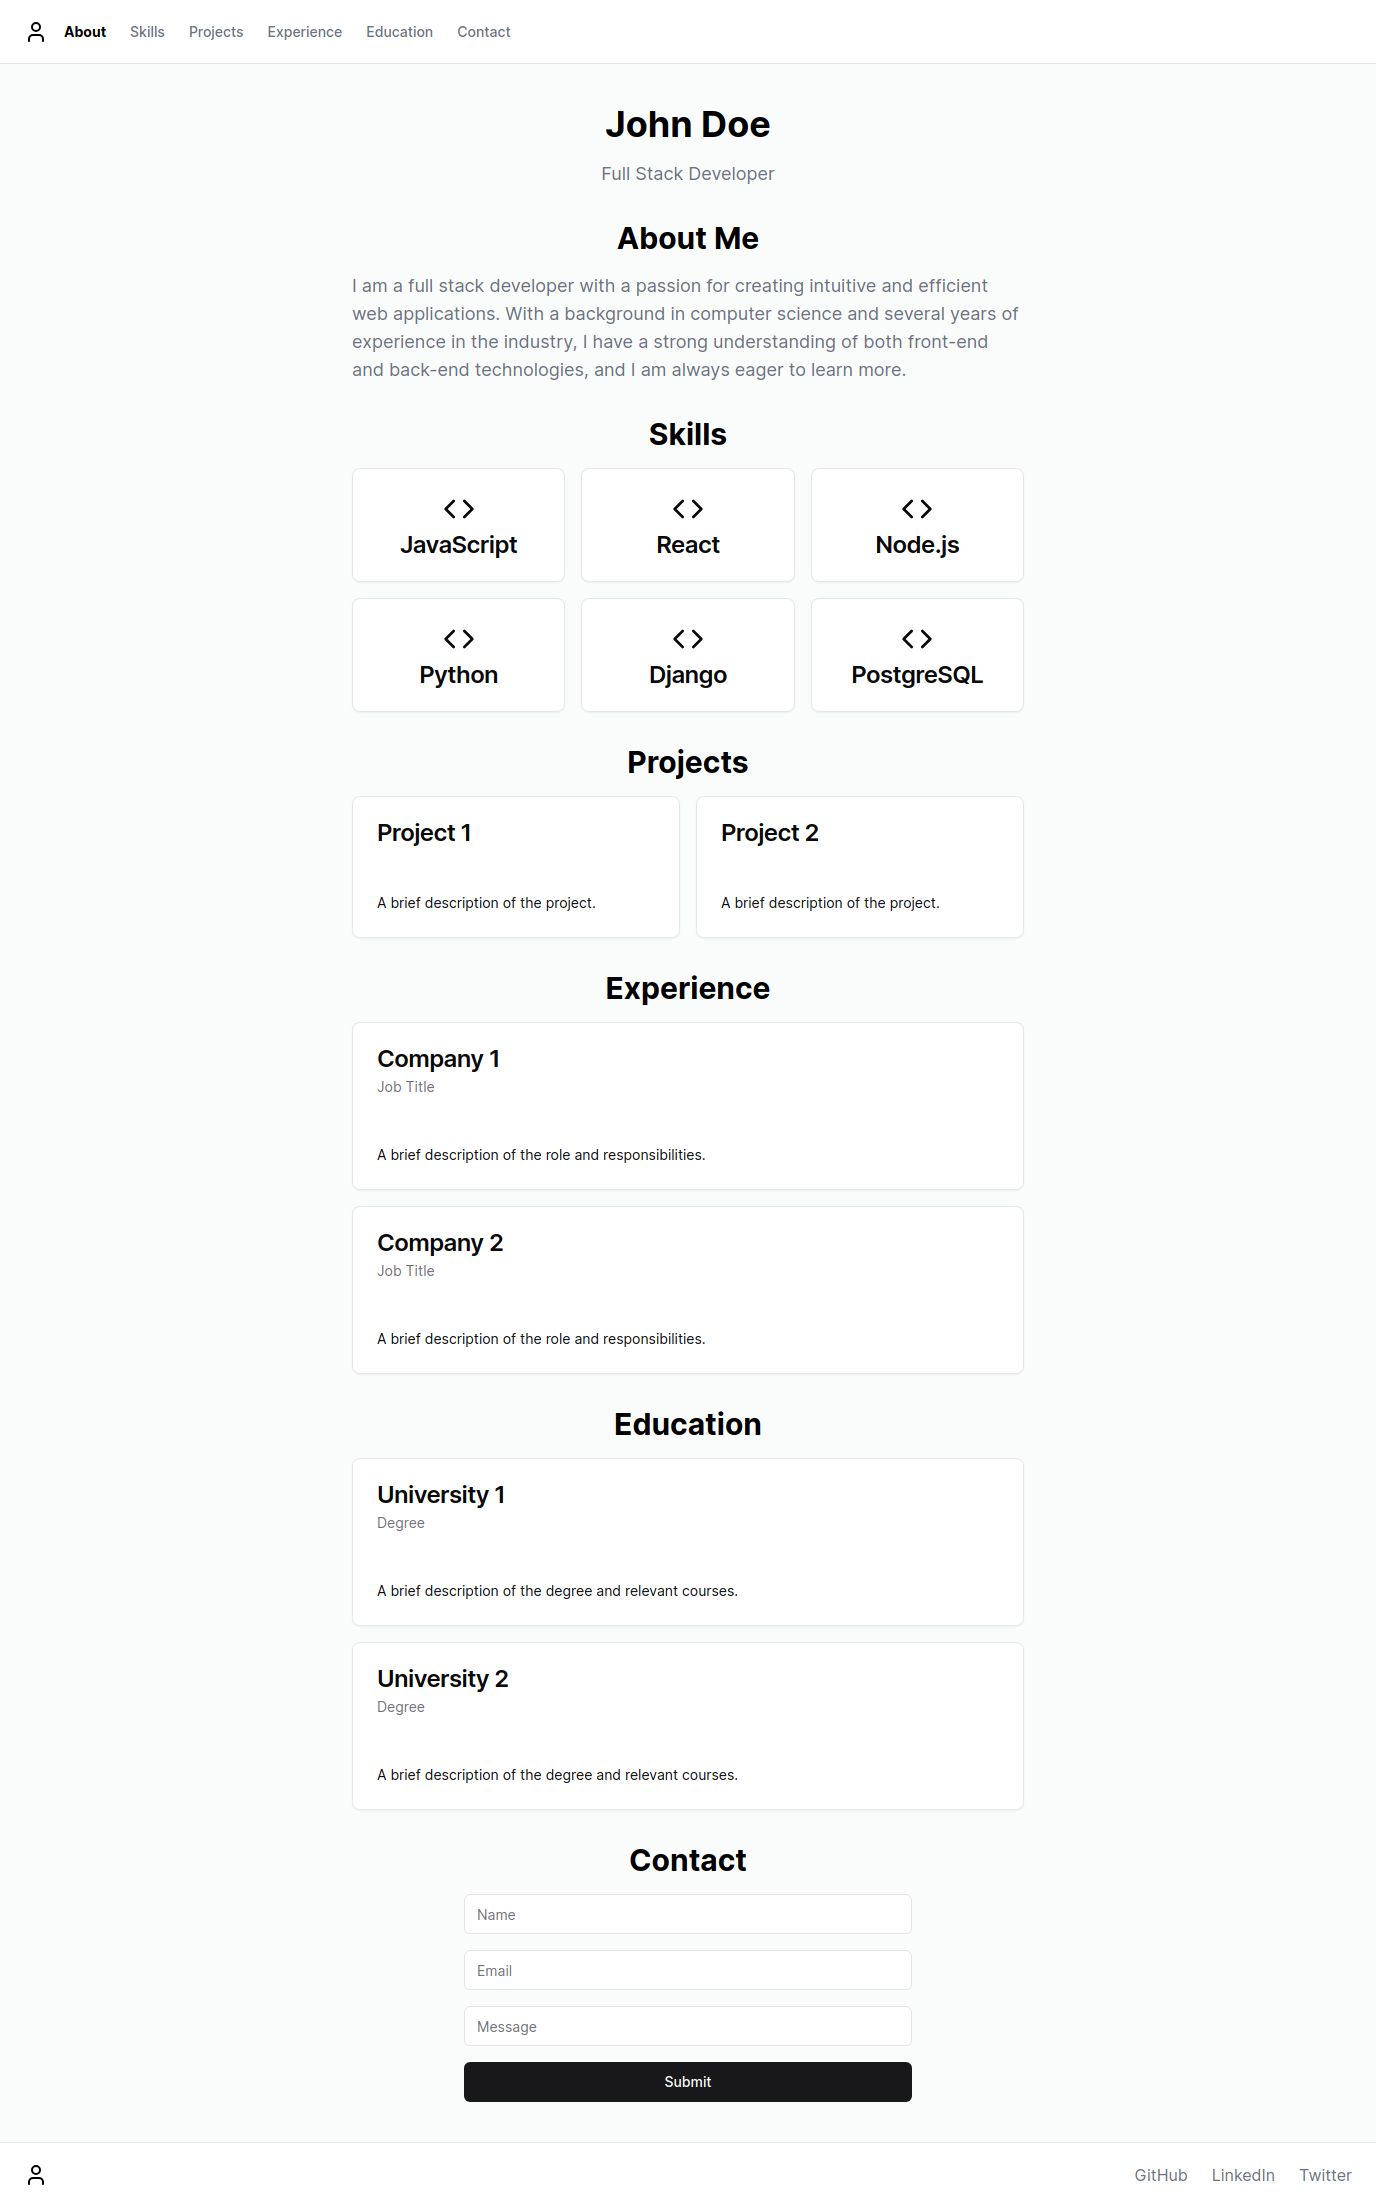 About Skills Projects Experience Education Contact
John Doe
Full Stack Developer
About Me
I am a full stack developer with a passion for creating intuitive and efficient
web applications. With a background in computer science and several years of
experience in the industry, I have a strong understanding of both front-end
and back-end technologies, and I am always eager to learn more.
Skills
JavaScript React Node.js
Python Django PostgreSQL
Projects
Project 1
A brief description of the project.
Project 2
A brief description of the project.
Experience
Company 1
Job Title
A brief description of the role and responsibilities.
Company 2
Job Title
A brief description of the role and responsibilities.
Education
University 1
Degree
A brief description of the degree and relevant courses.
University 2
Degree
A brief description of the degree and relevant courses.
Contact
Name
Email
Message
Submit
GitHub LinkedIn Twitter